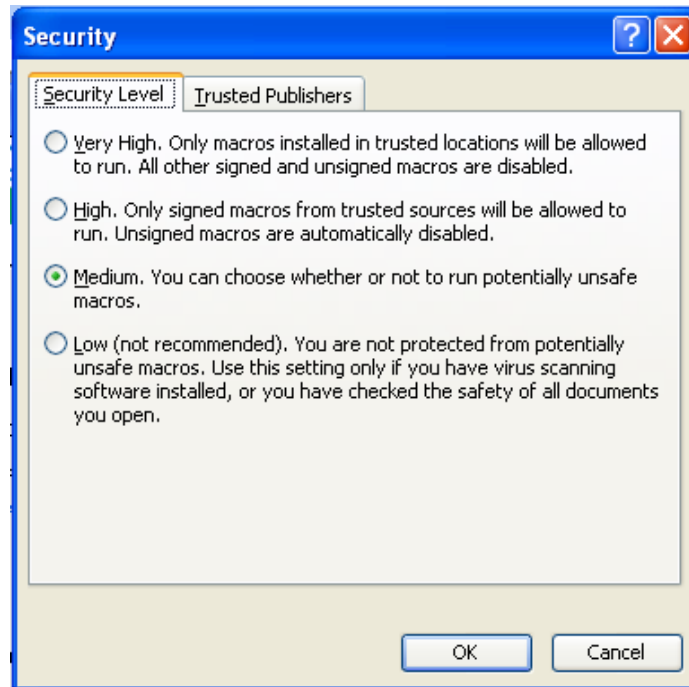 Security
Security Level
Trusted Publishers
Very High. Only macros installed in trusted locations will be allowed
to run. All other signed and unsigned macros are disabled.
High. Only signed macros from trusted sources will be allowed to
run. Unsigned macros are automatically disabled.
Medium. You can choose whether or not to run potentially unsafe
macros.
Low (not recommended). You are not protected from potentially
unsafe macros. Use this setting only if you have virus scanning
software installed, or you have checked the safety of all documents
you open.
OK
Cancel